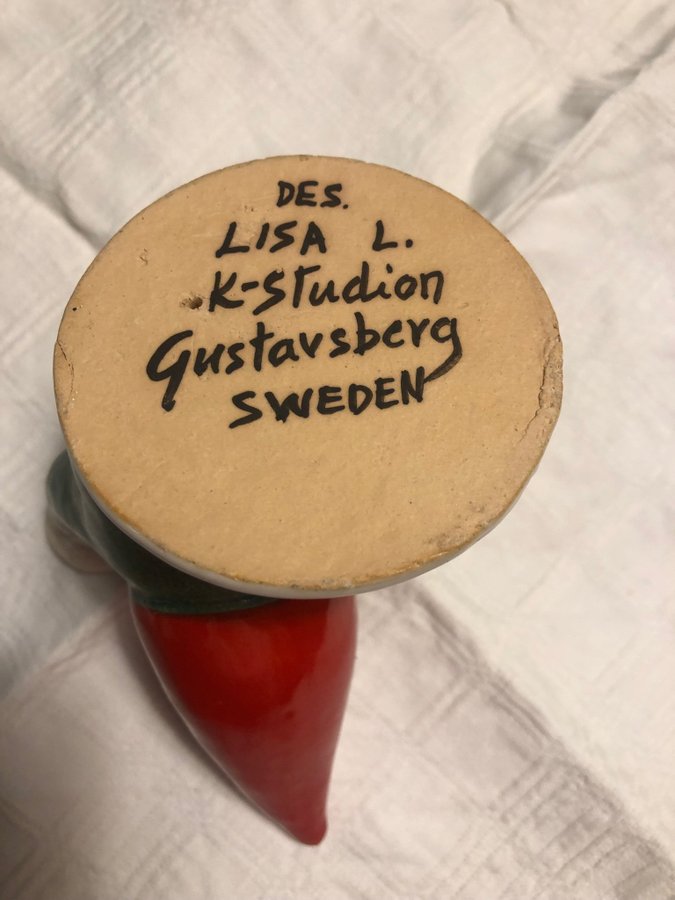 DES.
LISA L.
K-Studion
Gustavsberg
SWEDEN